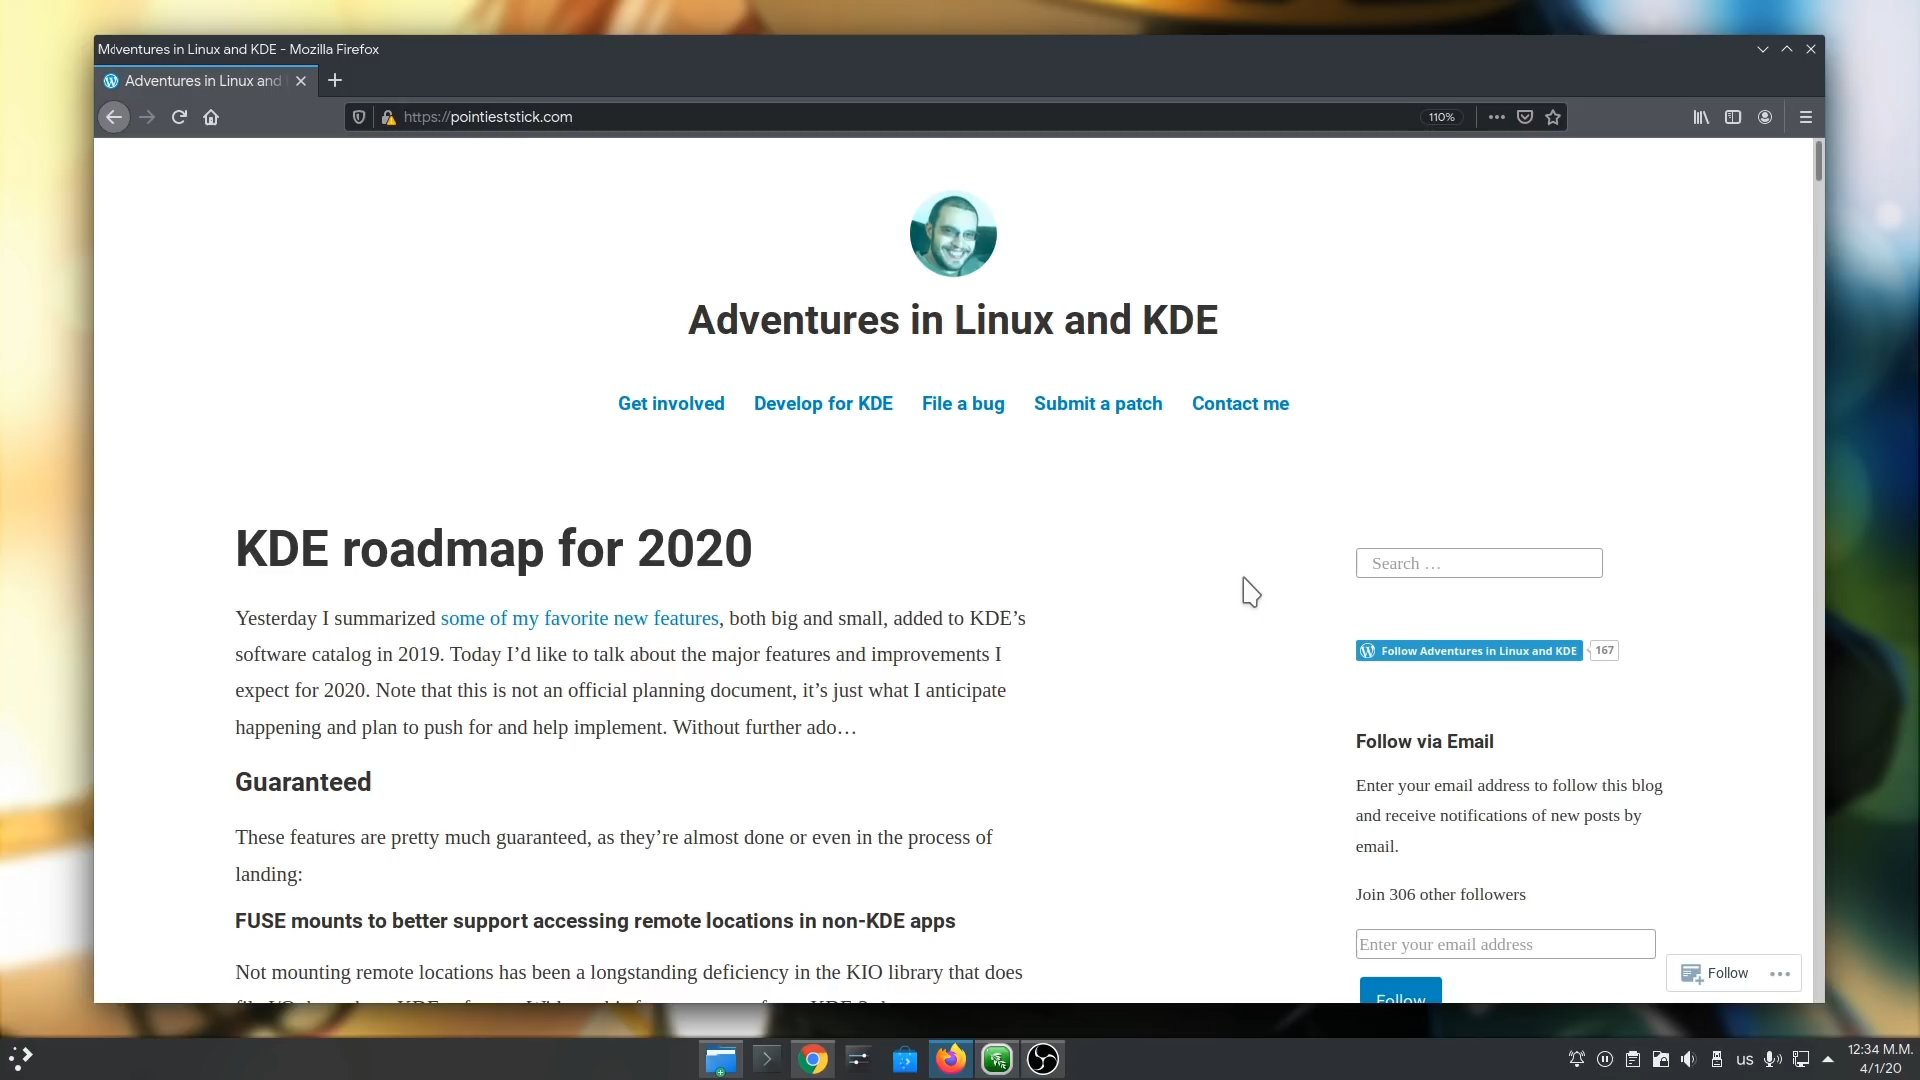 Mdventures in Linux and KDE - Mozilla Firefox
Adventures in Linux and
https://pointieststick.com
110%
Adventures in Linux and KDE
Get involved
Develop for KDE
File a bug
Submit a patch
Contact me
KDE roadmap for 2020
Yesterday I summarized some of my favorite new features, both big and small, added to KDE’s
software catalog in 2019. Today I’d like to talk about the major features and improvements I
expect for 2020. Note that this is not an official planning document, it’s just what I anticipate
happening and plan to push for and help implement. Without further ado…
Guaranteed
These features are pretty much guaranteed, as they’re almost done or even in the process of
landing:
FUSE mounts to better support accessing remote locations in non-KDE apps
Not mounting remote locations has been a longstanding deficiency in the KIO library that does
Search …
Follow Adventures in Linux and KDE
167
Follow via Email
Enter your email address to follow this blog
and receive notifications of new posts by
email.
Join 306 other followers
Enter your email address
Follow
Follow
us
12:34 Μ.Μ.
4/1/20